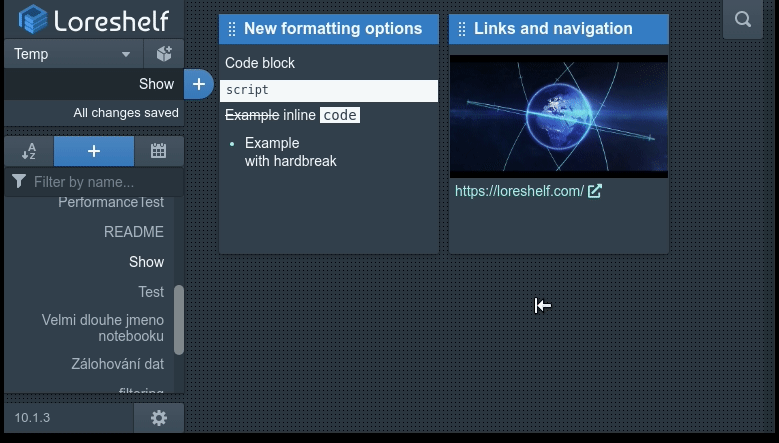 Loreshelf
Temp
Show
All changes saved
A
Z
Filter by name...
PerformanceTest
README
Show
Test
Velmi dlouhe jmeno
notebooku
Zálohování dat
filtering
10.1.3
New formatting options
Code block
script
Example inline code
• Example
with hardbreak
Links and navigation
https://loreshelf.com/